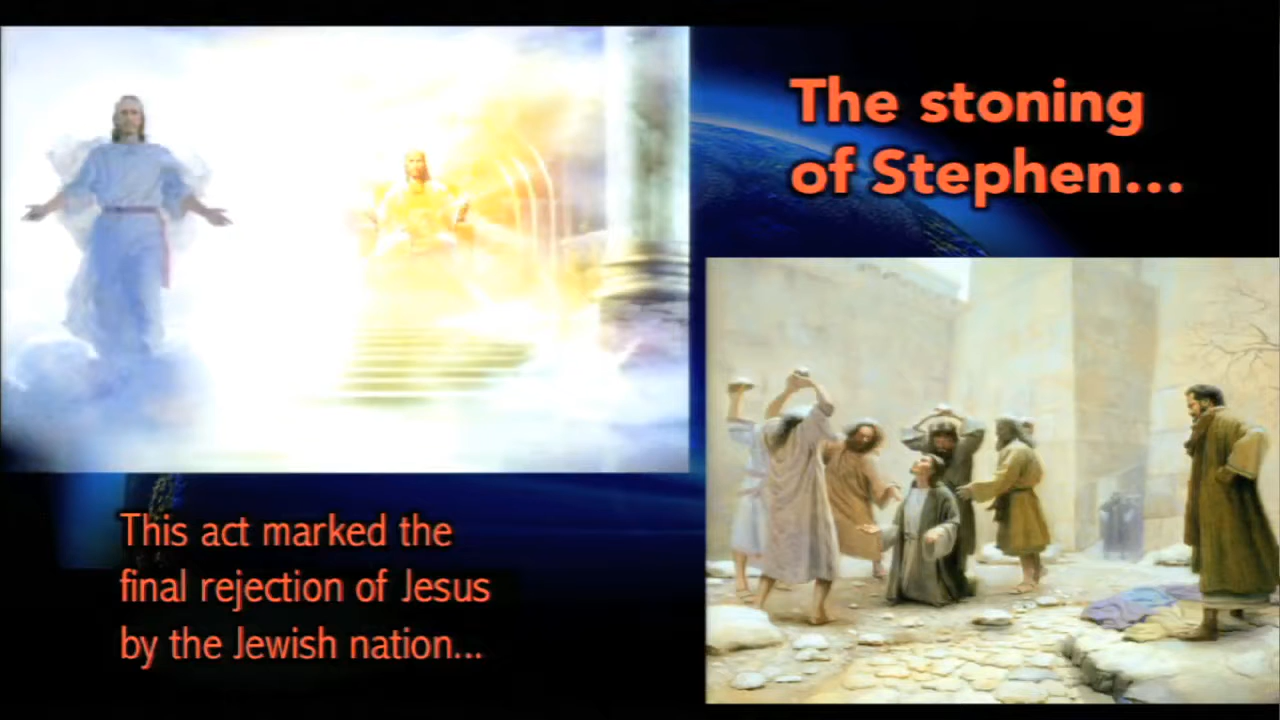 The stoning
of Stephen...
This act marked the
final rejection of Jesus
by the Jewish nation...